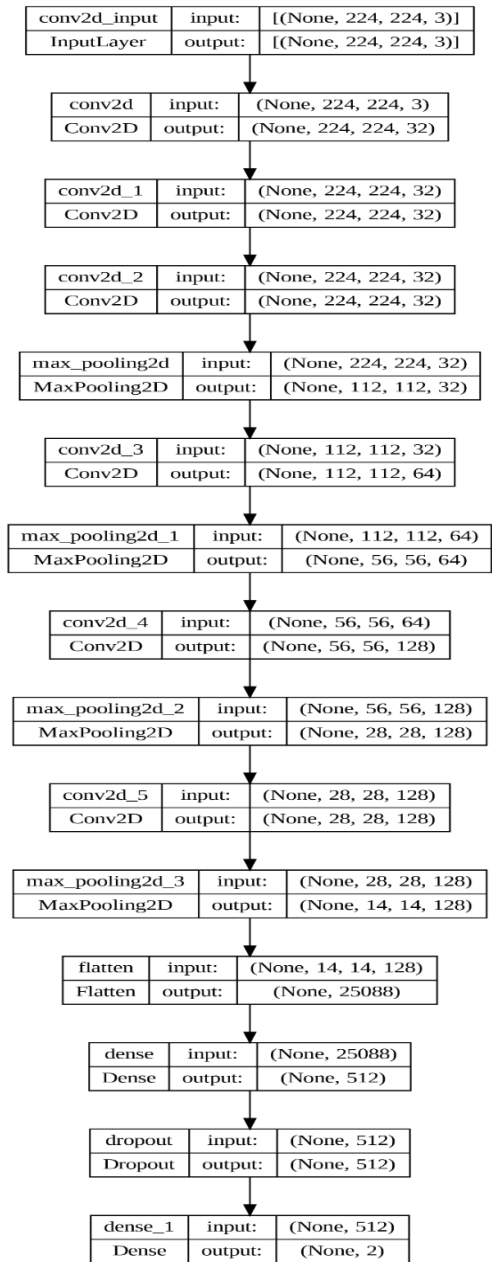 conv2d_input input: [(None, 224, 224, 3)]
InputLayer output: [(None, 224, 224, 3)]
conv2d input: (None, 224, 224, 3)
Conv2D output: (None, 224, 224, 32)
conv2d_1 input: (None, 224, 224, 32)
Conv2D output: (None, 224, 224, 32)
conv2d_2 input: (None, 224, 224, 32)
Conv2D output: (None, 224, 224, 32)
max_pooling2d input: (None, 224, 224, 32)
MaxPooling2D output: (None, 112, 112, 32)
conv2d_3 input: (None, 112, 112, 32)
Conv2D output: (None, 112, 112, 64)
max_pooling2d_1 input: (None, 112, 112, 64)
MaxPooling2D output: (None, 56, 56, 64)
conv2d_4 input: (None, 56, 56, 64)
Conv2D output: (None, 56, 56, 128)
max_pooling2d_2 input: (None, 56, 56, 128)
MaxPooling2D output: (None, 28, 28, 128)
conv2d_5 input: (None, 28, 28, 128)
Conv2D output: (None, 28, 28, 128)
max_pooling2d_3 input: (None, 28, 28, 128)
MaxPooling2D output: (None, 14, 14, 128)
flatten input: (None, 14, 14, 128)
Flatten output: (None, 25088)
dense input: (None, 25088)
Dense output: (None, 512)
dropout input: (None, 512)
Dropout output: (None, 512)
dense_1 input: (None, 512)
Dense output: (None, 2)